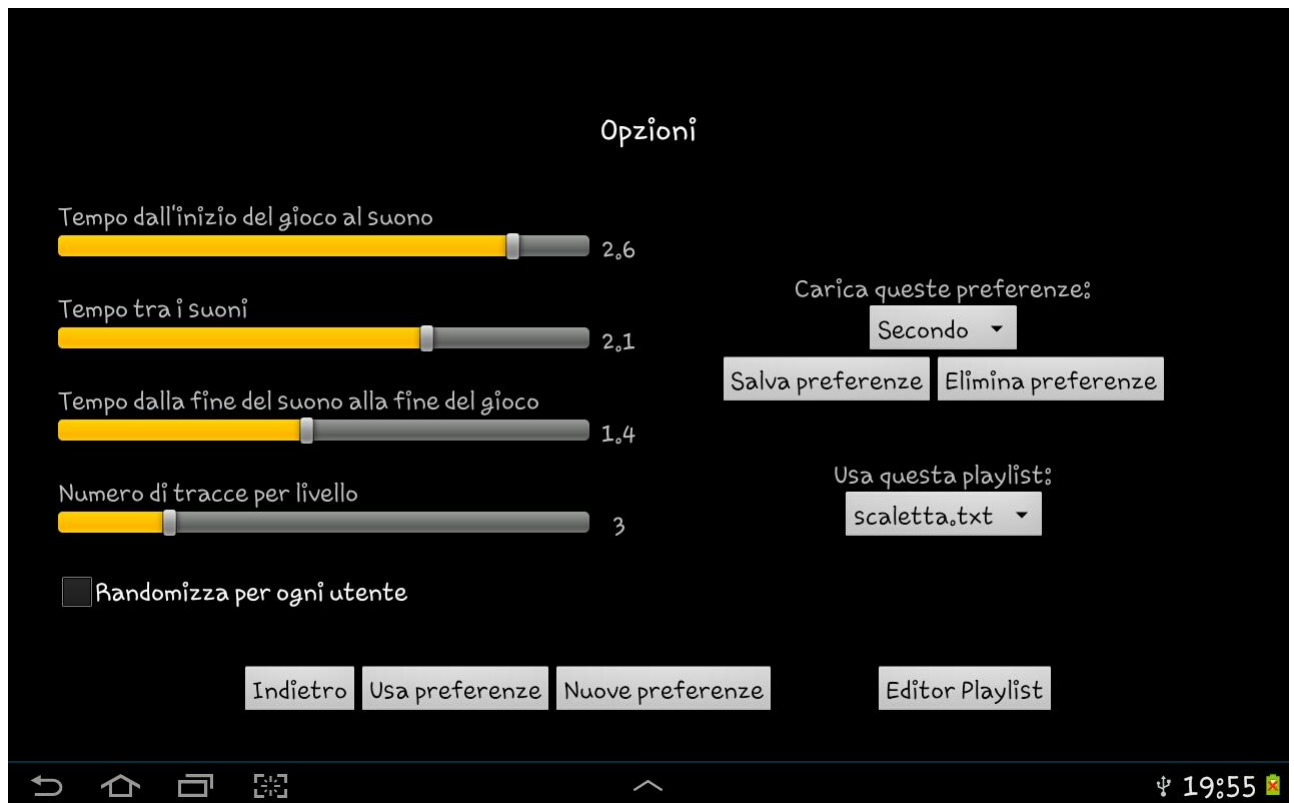 Opzioni
Tempo dall'inizio del gioco al suono
2.6
Tempo tra i suoni
2.1
Tempo dalla fine del suono alla fine del gioco
1.4
Numero di tracce per livello
3
Randomizza per ogni utente
Carica queste preferenze:
Secondo
Salva preferenze Elimina preferenze
Usa questa playlist:
scaletta.txt
Indietro Usa preferenze Nuove preferenze Editor Playlist
19:55